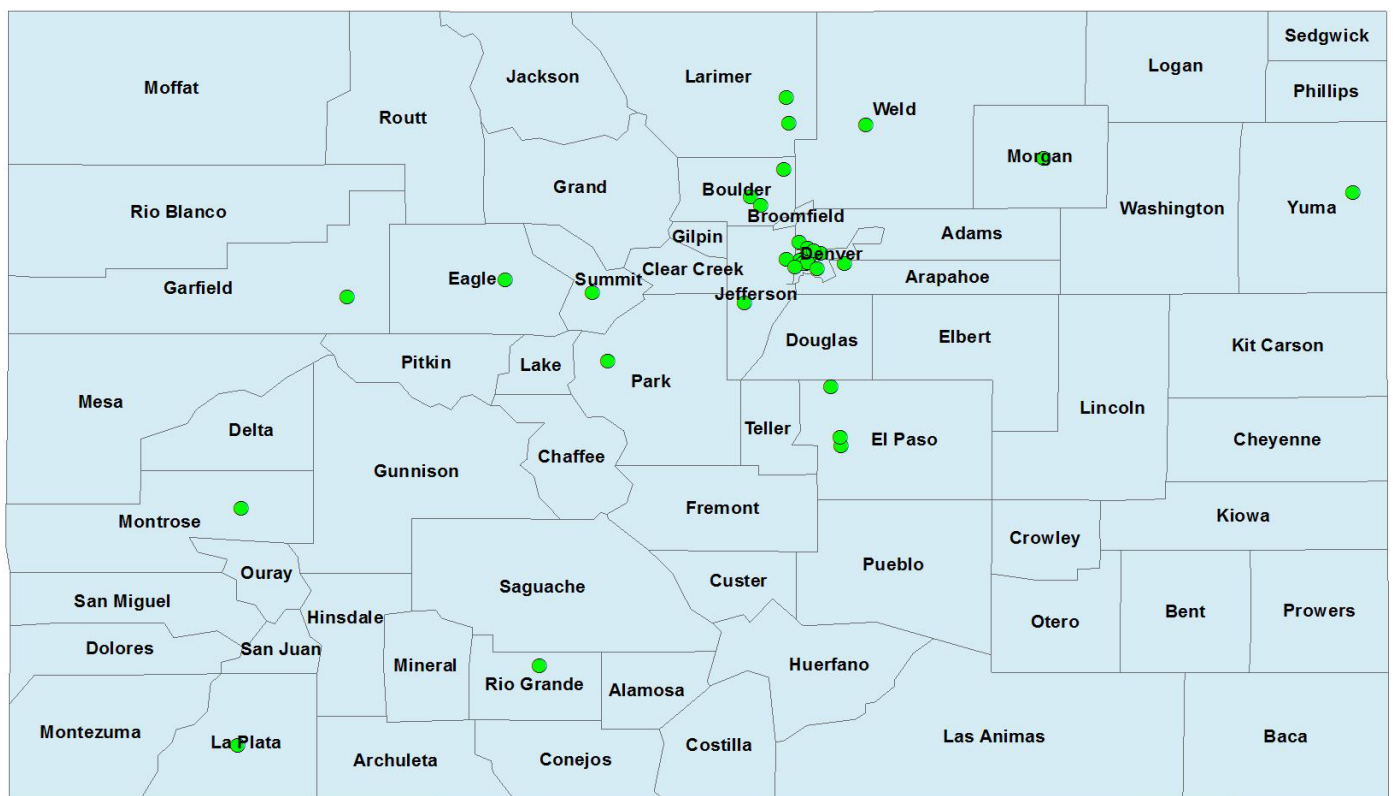 Sedgwick
Logan
Moffat
Jackson
Larimer
Phillips
Weld
Routt
Morgan
Grand
Boulder
Rio Blanco
Broomfield
Washington
Yuma
Gilpin
Adams
Denver
Clear Creek
Eagle
Summit
Arapahoe
Garfield
Jefferson
Douglas
Elbert
Kit Carson
Pitkin
Lake
Park
Mesa
Lincoln
Delta
Teller
El Paso
Cheyenne
Gunnison
Chaffee
Fremont
Kiowa
Montrose
Crowley
Pueblo
Ouray
Custer
Saguache
San Miguel
Hinsdale
Bent
Prowers
Otero
Dolores
San Juan
Mineral
Huerfano
Rio Grande
Alamosa
Montezuma
La Plata
Las Animas
Baca
Costilla
Archuleta
Conejos